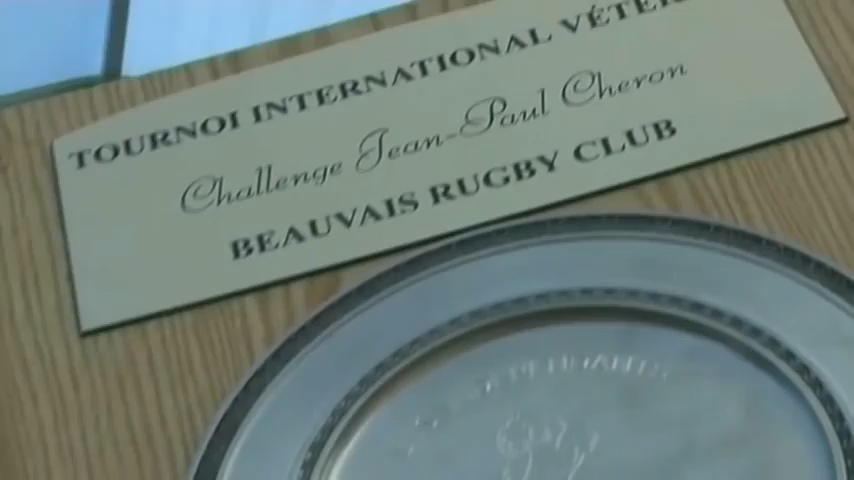 TOURNOI INTERNATIONAL
Challenge Jean-Paul Cheron
BEAUVAIS RUGBY CLUB